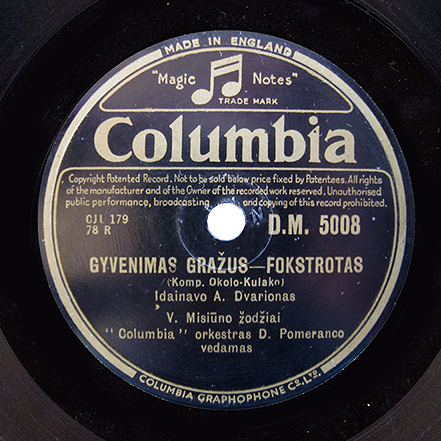 MADE IN ENGLAND
"Magic Notes"
TRADE MARK
Columbia
Copyright Patented Record. Not to be sold below price fixed by Patentees. All rights
of the manufacturer and of the Owner of the recorded work reserved. Unauthorised
public performance, broadcasting and copying of this record prohibited.
CJL 179
78 R
D.M. 5008
GYVENIMAS GRAŽUS—FOKSTROTAS
(Komp. Okolo-Kulako)
Idainavo A. Dvarionas
V. Misiūno žodžiai
"Columbia" orkestras D. Pomeranco
vedamas
COLUMBIA GRAPHOPHONE CO. LTD.